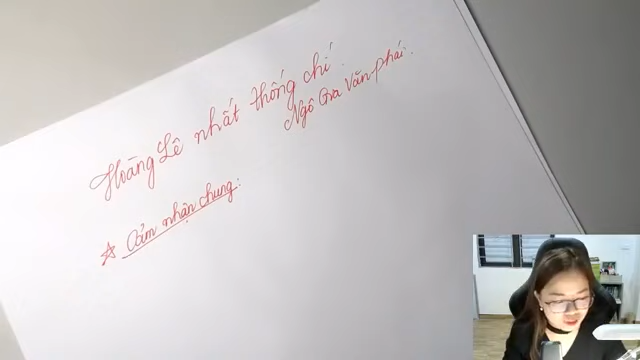 Hoàng Lê nhất thống chí
Ngô Gia Văn phái.
☆ Cảm nhận chung: